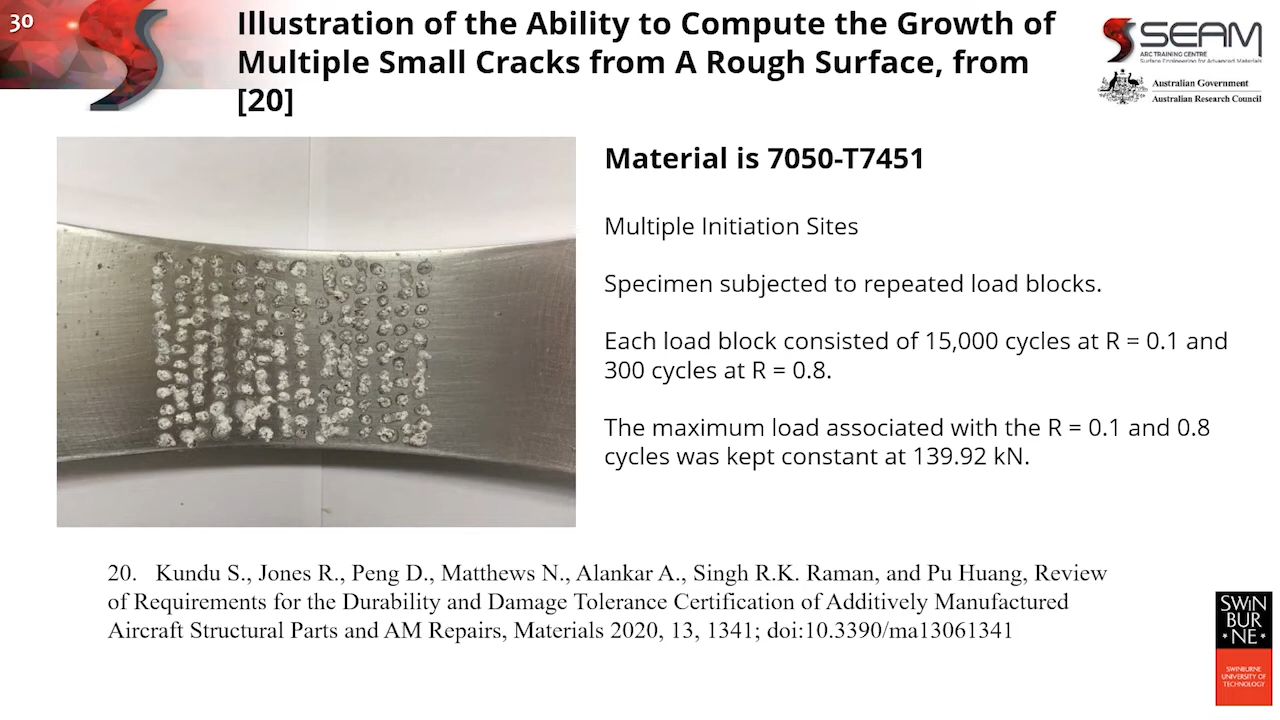 30
Illustration of the Ability to Compute the Growth of
Multiple Small Cracks from A Rough Surface, from
[20]
SEAM
ARC TRAINING CENTRE
Surface Engineering for Advanced Materials
Australian Government
Australian Research Council
Material is 7050-T7451
Multiple Initiation Sites
Specimen subjected to repeated load blocks.
Each load block consisted of 15,000 cycles at R = 0.1 and
300 cycles at R = 0.8.
The maximum load associated with the R = 0.1 and 0.8
cycles was kept constant at 139.92 kN.
20. Kundu S., Jones R., Peng D., Matthews N., Alankar A., Singh R.K. Raman, and Pu Huang, Review
of Requirements for the Durability and Damage Tolerance Certification of Additively Manufactured
Aircraft Structural Parts and AM Repairs, Materials 2020, 13, 1341; doi:10.3390/ma13061341
SWiN
BUR
* NE *
SWINBURNE
UNIVERSITY OF
TECHNOLOGY